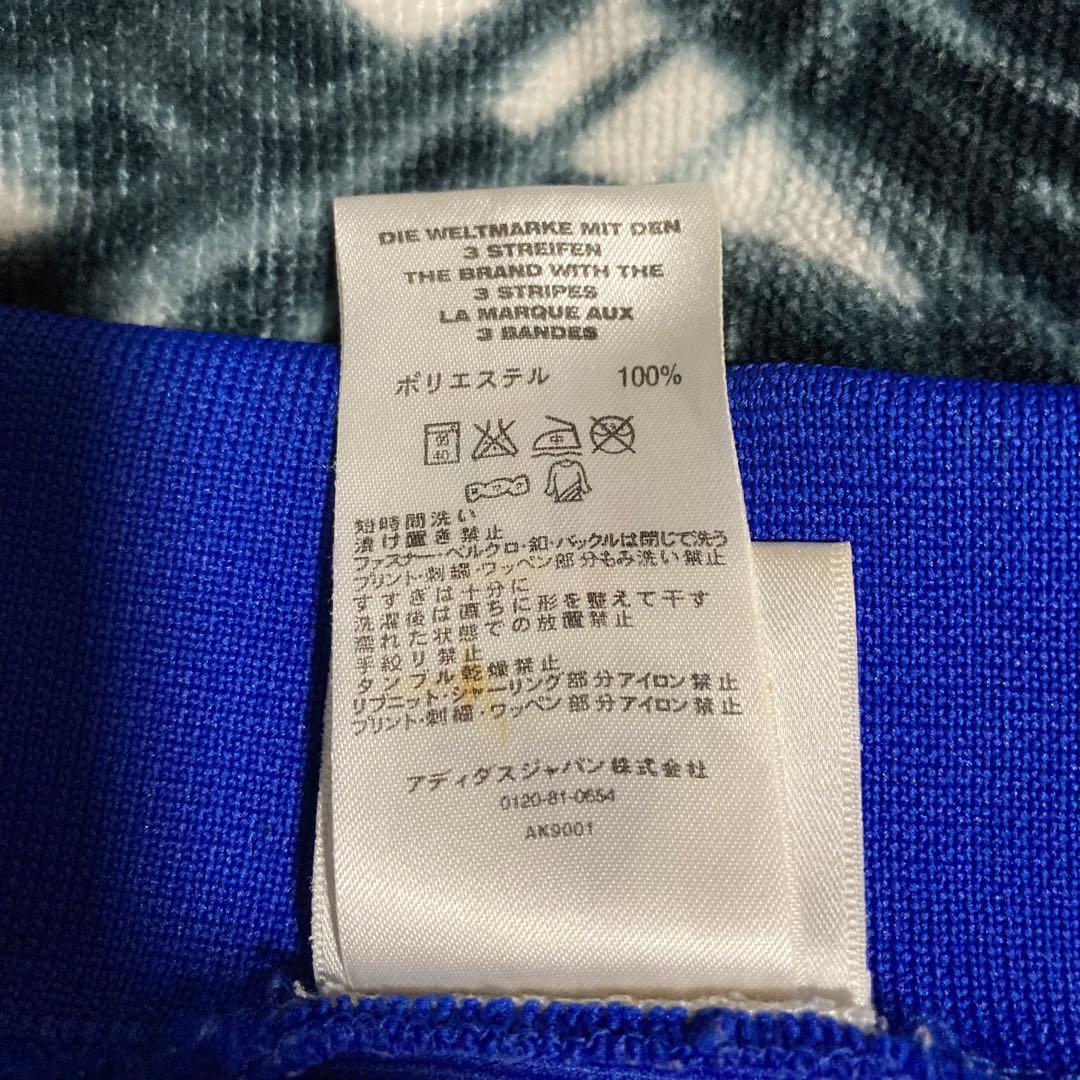 DIE WELTMARKE MIT DEN
3 STREIFEN
THE BRAND WITH THE
3 STRIPES
LA MARQUE AUX
3 BANDES
ポリエステル 100%
40 中
短時間洗い
漬け置き禁止
ファスナー・ベルクロ・釦・バックルは閉じて洗う
プリント・刺繍・ワッペン部分もみ洗い禁止
すすぎは十分に
洗濯後は直ちに形を整えて干す
濡れた状態での放置禁止
手絞り禁止
タンブル乾燥禁止
リブニット・シャーリング部分アイロン禁止
プリント・刺繍・ワッペン部分アイロン禁止
アディダスジャパン株式会社
0120-81-0654
AK9001